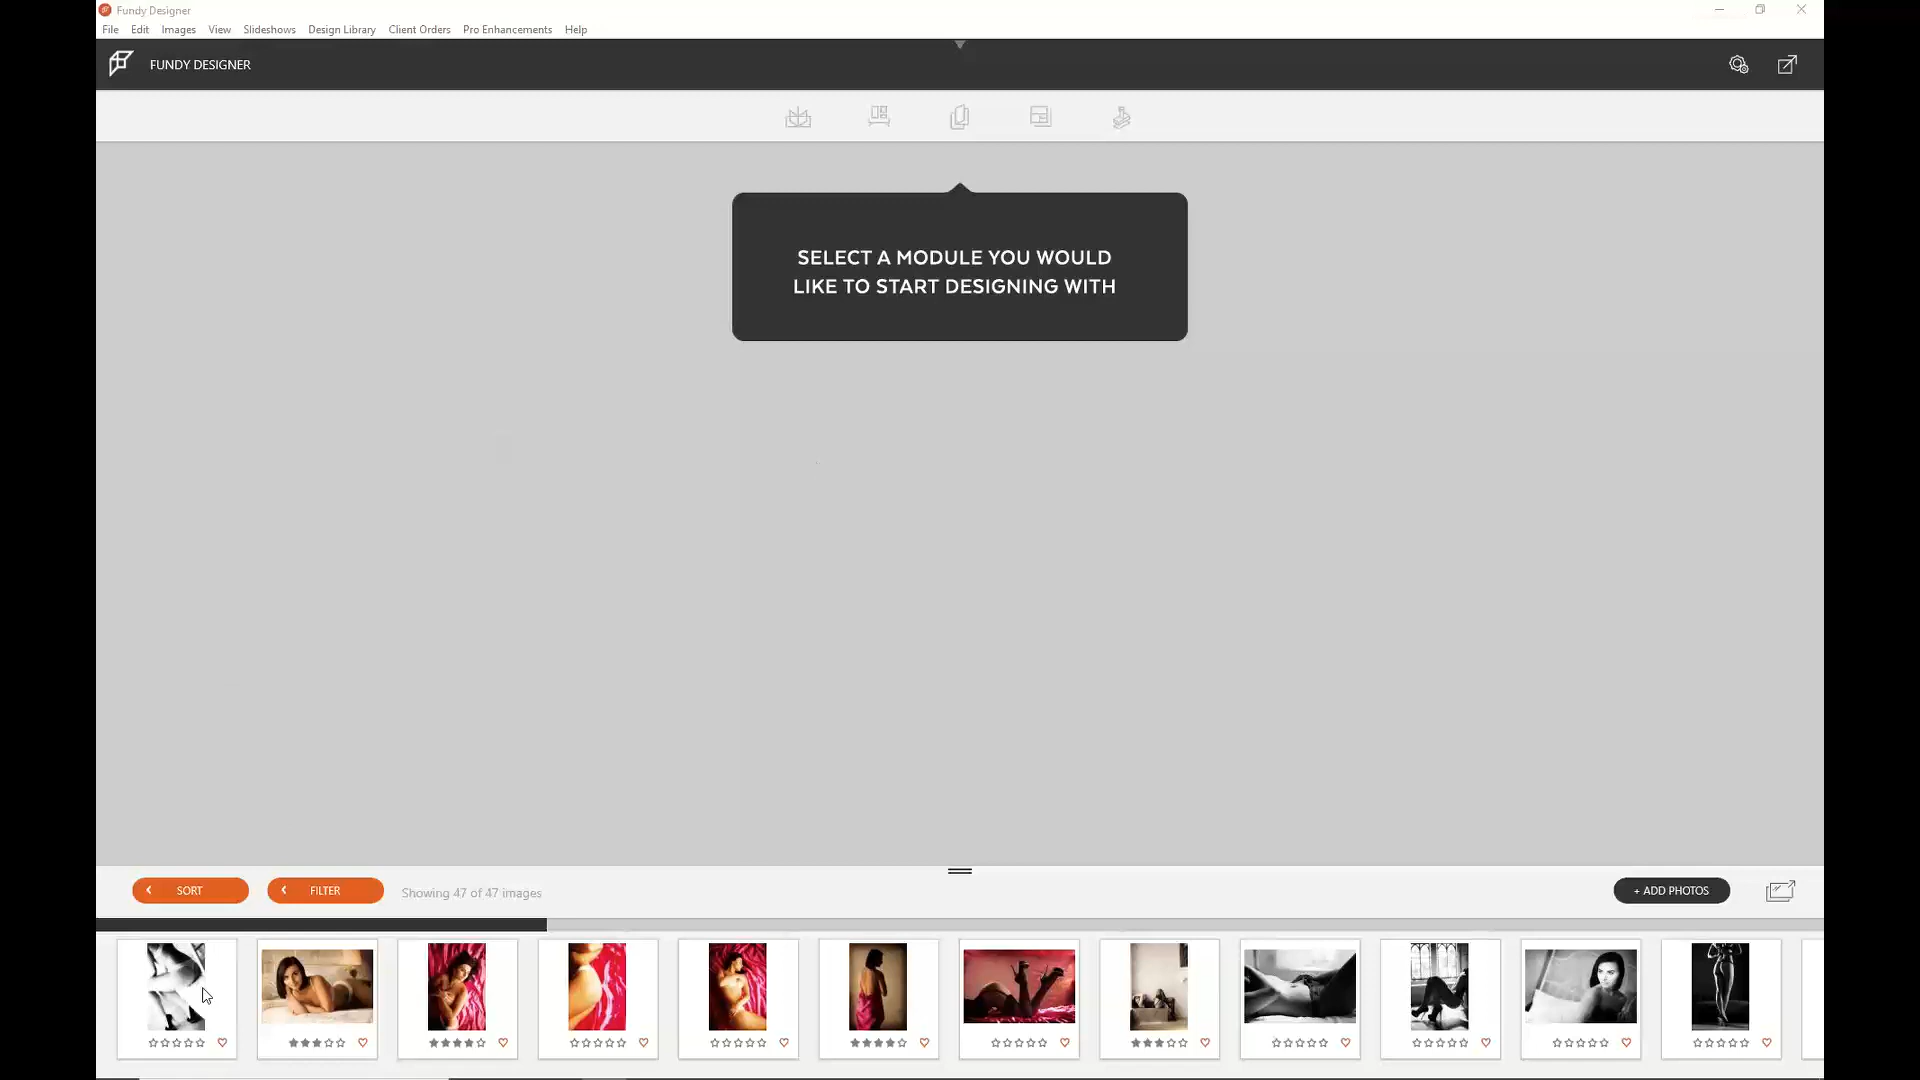 Fundy Designer
File Edit Images View Slideshows Design Library Client Orders Pro Enhancements Help
FUNDY DESIGNER
SELECT A MODULE YOU WOULD
LIKE TO START DESIGNING WITH
SORT FILTER Showing 47 of 47 images + ADD PHOTOS